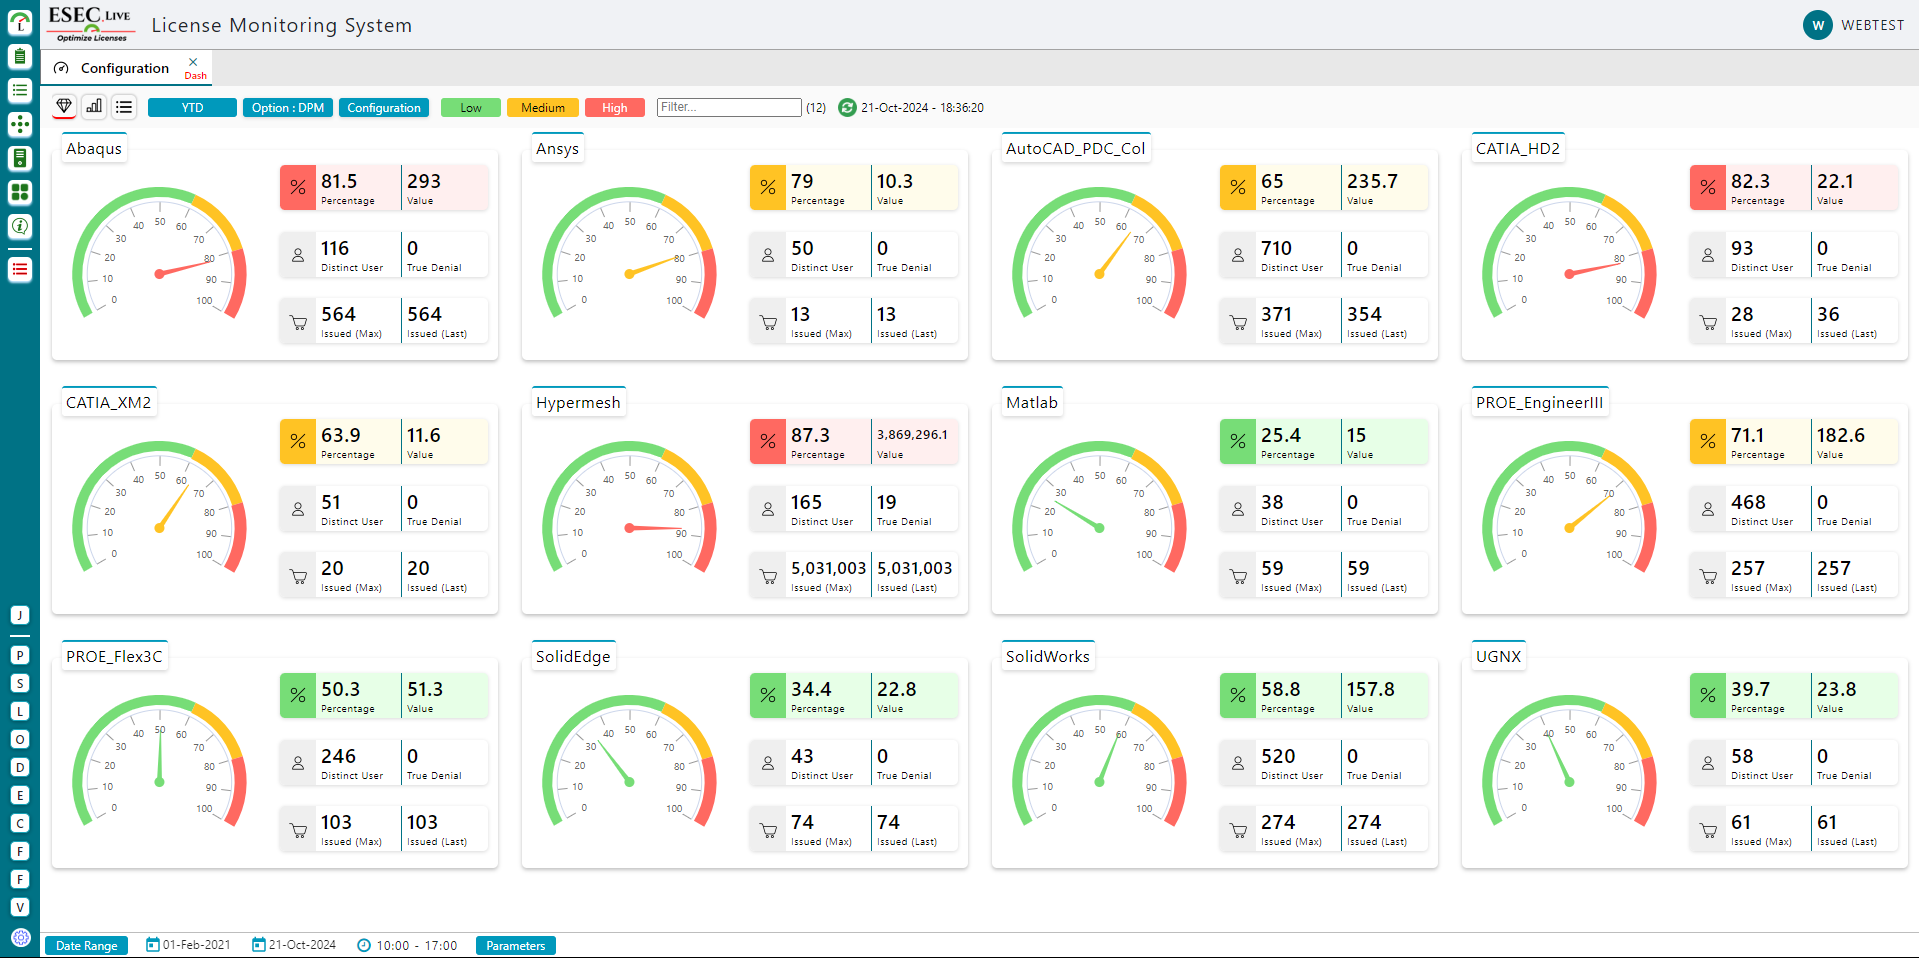 ESEC.LIVE
Optimize Licenses
License Monitoring System
W WEBTEST
Configuration
Dash
YTD Option : DPM Configuration Low Medium High Filter... (12) 21-Oct-2024 - 18:36:20
Abaqus
0 10 20 30 40 50 60 70 80 90 100
% 81.5 293
Percentage Value
116 0
Distinct User True Denial
564 564
Issued (Max) Issued (Last)
Ansys
0 10 20 30 40 50 60 70 80 90 100
% 79 10.3
Percentage Value
50 0
Distinct User True Denial
13 13
Issued (Max) Issued (Last)
AutoCAD_PDC_Col
0 10 20 30 40 50 60 70 80 90 100
% 65 235.7
Percentage Value
710 0
Distinct User True Denial
371 354
Issued (Max) Issued (Last)
CATIA_HD2
0 10 20 30 40 50 60 70 80 90 100
% 82.3 22.1
Percentage Value
93 0
Distinct User True Denial
28 36
Issued (Max) Issued (Last)
CATIA_XM2
0 10 20 30 40 50 60 70 80 90 100
% 63.9 11.6
Percentage Value
51 0
Distinct User True Denial
20 20
Issued (Max) Issued (Last)
Hypermesh
0 10 20 30 40 50 60 70 80 90 100
% 87.3 3,869,296.1
Percentage Value
165 19
Distinct User True Denial
5,031,003 5,031,003
Issued (Max) Issued (Last)
Matlab
0 10 20 30 40 50 60 70 80 90 100
% 25.4 15
Percentage Value
38 0
Distinct User True Denial
59 59
Issued (Max) Issued (Last)
PROE_EngineerIII
0 10 20 30 40 50 60 70 80 90 100
% 71.1 182.6
Percentage Value
468 0
Distinct User True Denial
257 257
Issued (Max) Issued (Last)
PROE_Flex3C
0 10 20 30 40 50 60 70 80 90 100
% 50.3 51.3
Percentage Value
246 0
Distinct User True Denial
103 103
Issued (Max) Issued (Last)
SolidEdge
0 10 20 30 40 50 60 70 80 90 100
% 34.4 22.8
Percentage Value
43 0
Distinct User True Denial
74 74
Issued (Max) Issued (Last)
SolidWorks
0 10 20 30 40 50 60 70 80 90 100
% 58.8 157.8
Percentage Value
520 0
Distinct User True Denial
274 274
Issued (Max) Issued (Last)
UGNX
0 10 20 30 40 50 60 70 80 90 100
% 39.7 23.8
Percentage Value
58 0
Distinct User True Denial
61 61
Issued (Max) Issued (Last)
L
J
P
S
L
O
D
E
C
F
F
V
Date Range 01-Feb-2021 21-Oct-2024 10:00 - 17:00 Parameters